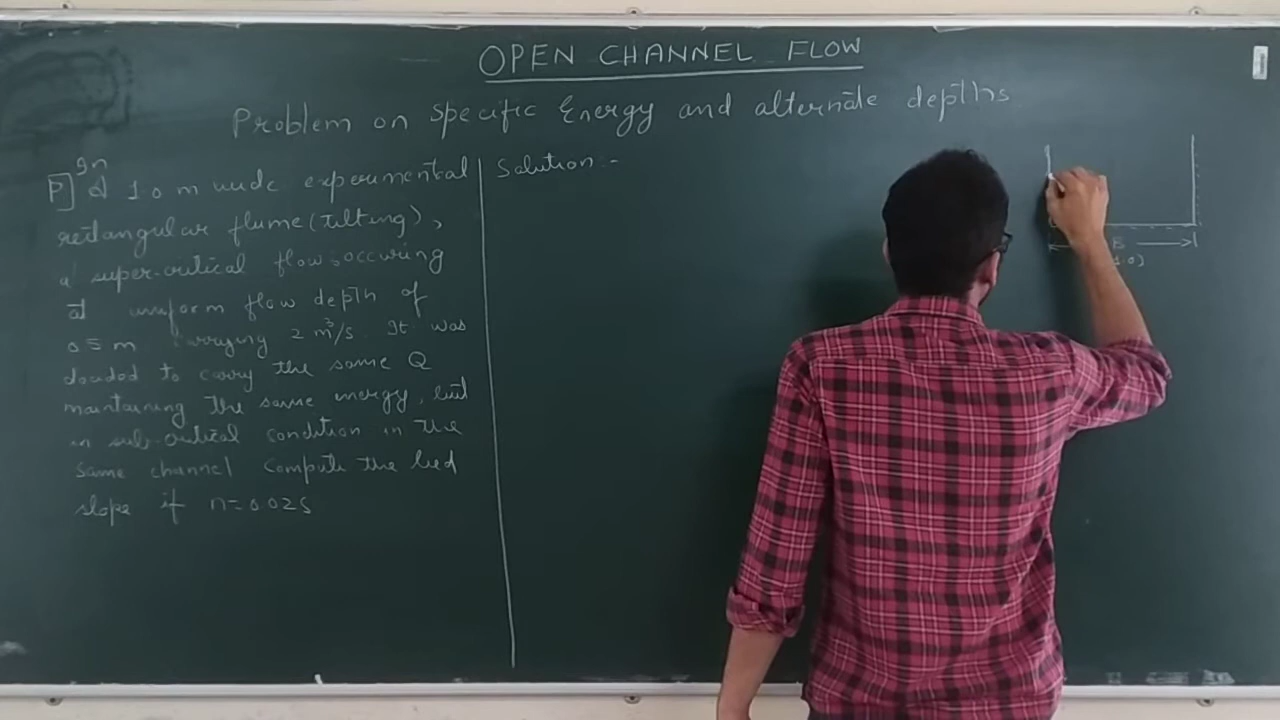 OPEN CHANNEL FLOW
Problem on Specific Energy and alternate depths
In
P] a 1.0 m wide experimental
rectangular flume (tilting),
a super-critical flow is occuring
at uniform flow depth of
0.5 m carrying 2 m³/s. It was
decided to carry the same Q
maintaining the same energy, but
in sub-critical condition in the
same channel Compute the bed
slope if n=0.025
Solution :-
B